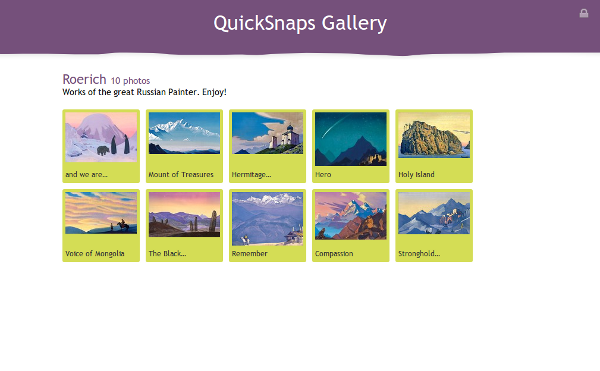 QuickSnaps Gallery
Roerich 10 photos
Works of the great Russian Painter. Enjoy!
and we are...
Mount of Treasures
Hermitage...
Hero
Holy Island
Voice of Mongolia
The Black...
Remember
Compassion
Stronghold...